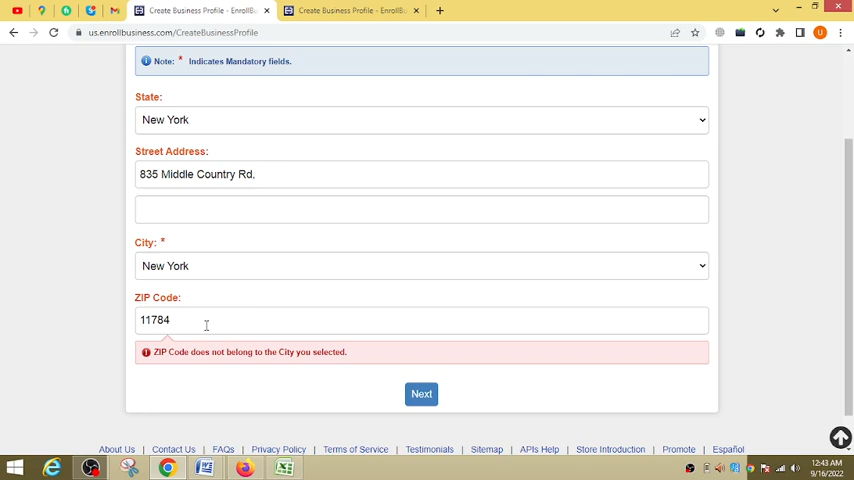 Create Business Profile - EnrollBu
Create Business Profile - EnrollBu
us.enrollbusiness.com/CreateBusinessProfile
U
Note: * Indicates Mandatory fields.
State:
New York
Street Address:
835 Middle Country Rd,
City: *
New York
ZIP Code:
11784
ZIP Code does not belong to the City you selected.
Next
About Us | Contact Us | FAQs | Privacy Policy | Terms of Service | Testimonials | Sitemap | APIs Help | Store Introduction | Promote | Español
12:43 AM
9/16/2022